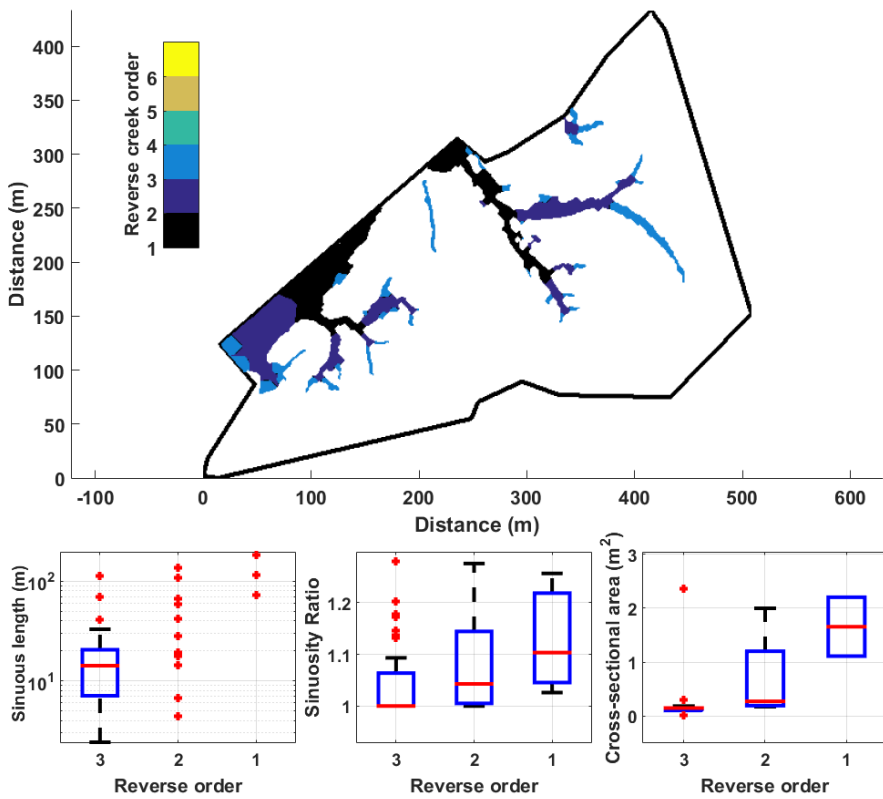 400
350
300
250
200
150
100
50
0
Distance (m)
Reverse creek order
6
5
4
3
2
1
-100 0 100 200 300 400 500 600
Distance (m)
Sinuous length (m)
10²
10¹
3 2 1
Reverse order
Sinuosity Ratio
1.2
1.1
1
3 2 1
Reverse order
Cross-sectional area (m²)
3
2
1
0
3 2 1
Reverse order